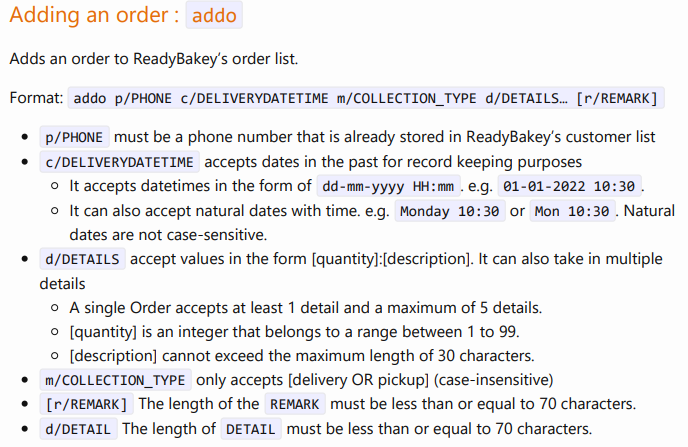 Adding an order : addo
Adds an order to ReadyBakey's order list.
Format: addo p/PHONE c/DELIVERYDATETIME m/COLLECTION_TYPE d/DETAILS… [r/REMARK]
• p/PHONE must be a phone number that is already stored in ReadyBakey's customer list
• c/DELIVERYDATETIME accepts dates in the past for record keeping purposes
◦ It accepts datetimes in the form of dd-mm-yyyy HH:mm . e.g. 01-01-2022 10:30 .
◦ It can also accept natural dates with time. e.g. Monday 10:30 or Mon 10:30 . Natural
dates are not case-sensitive.
• d/DETAILS accept values in the form [quantity]:[description]. It can also take in multiple
details
◦ A single Order accepts at least 1 detail and a maximum of 5 details.
◦ [quantity] is an integer that belongs to a range between 1 to 99.
◦ [description] cannot exceed the maximum length of 30 characters.
• m/COLLECTION_TYPE only accepts [delivery OR pickup] (case-insensitive)
• [r/REMARK] The length of the REMARK must be less than or equal to 70 characters.
• d/DETAIL The length of DETAIL must be less than or equal to 70 characters.